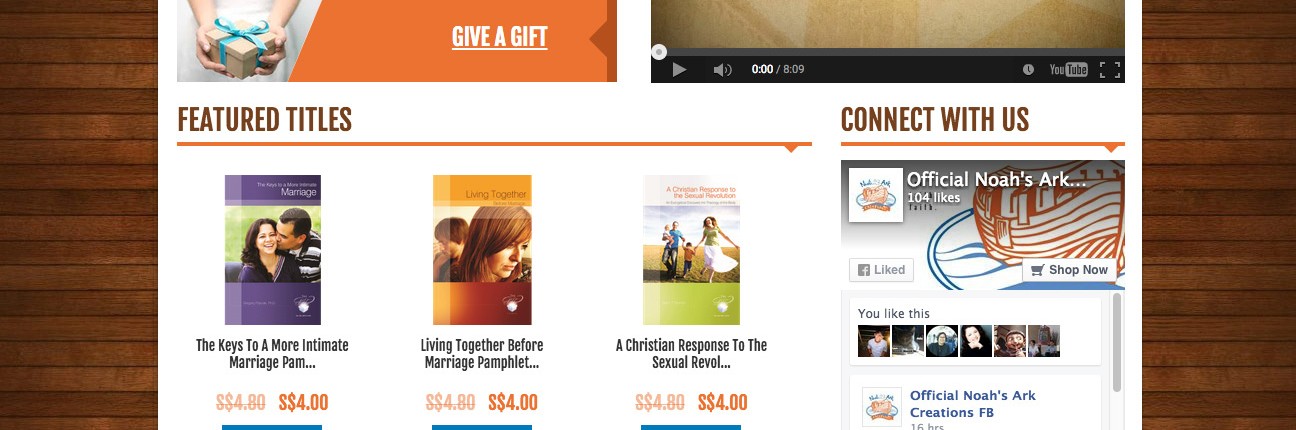 GIVE A GIFT
0:00 / 8:09
YouTube
FEATURED TITLES
The Keys to a More Intimate
Marriage
Living Together
A Christian Response to
the Sexual Revolution
The Keys To A More Intimate
Marriage Pam...
Living Together Before
Marriage Pamphlet...
A Christian Response To The
Sexual Revol...
S$4.80 S$4.00
S$4.80 S$4.00
S$4.80 S$4.00
CONNECT WITH US
Official Noah's Ark...
104 likes
faith.
Liked
Shop Now
You like this
Official Noah's Ark
Creations FB
16 hrs